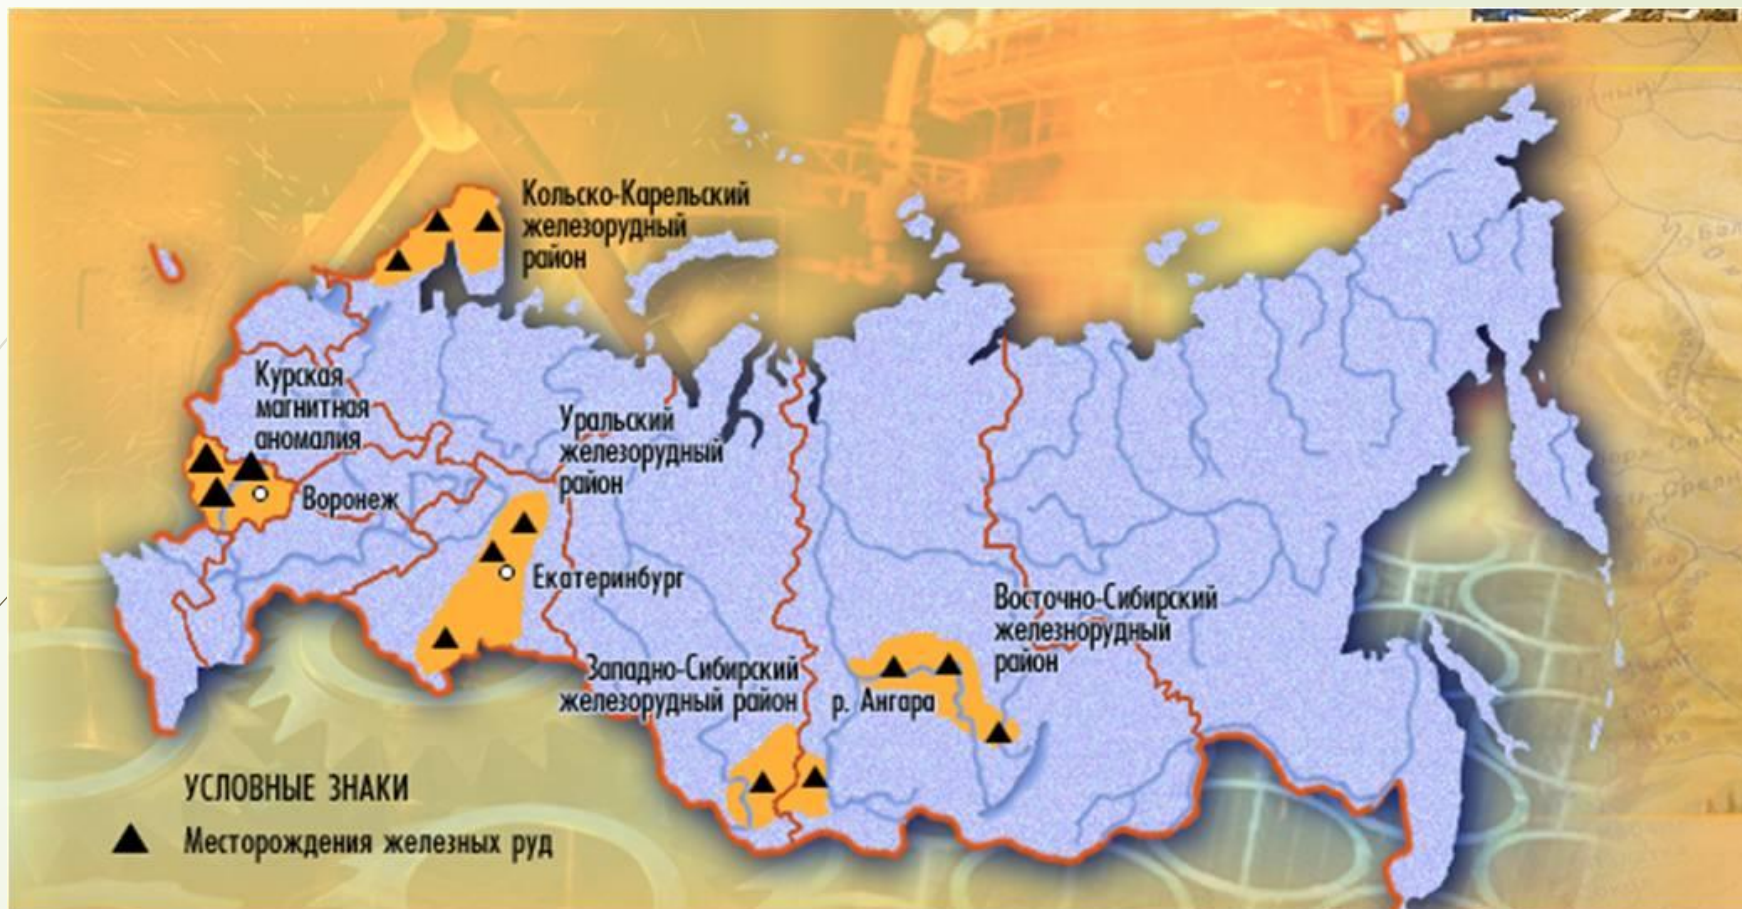 Кольско-Карельский
железорудный
район
Курская
магнитная
аномалия
Воронеж
Уральский
железорудный
район
Екатеринбург
Западно-Сибирский
железорудный район
р. Ангара
Восточно-Сибирский
железнорудный
район
УСЛОВНЫЕ ЗНАКИ
Месторождения железных руд